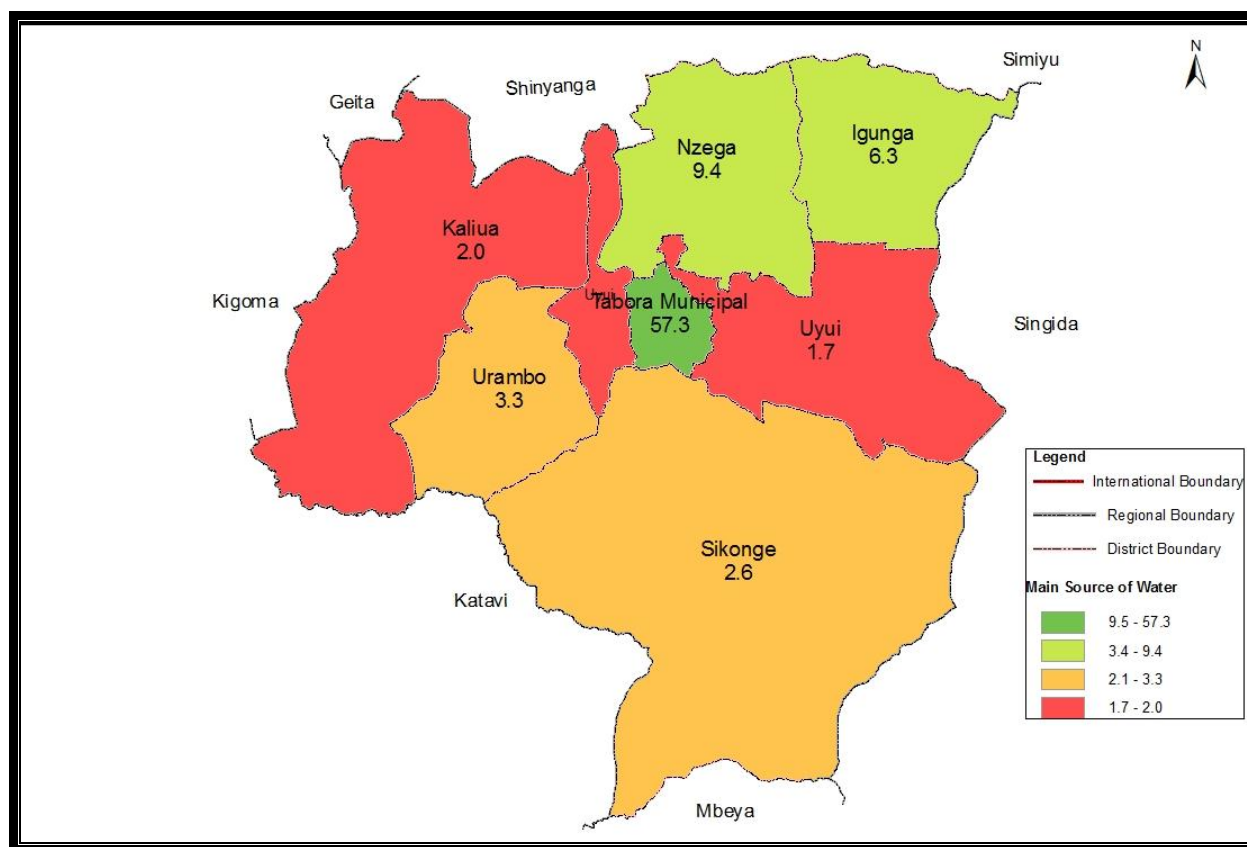 N
Simiyu
Shinyanga
Geita
Igunga
6.3
Nzega
9.4
Kaliua
2.0
Kigoma
Uyui
Tabora Municipal
57.3
Uyui
1.7
Singida
Urambo
3.3
Sikonge
2.6
Katavi
Mbeya
Legend
International Boundary
Regional Boundary
District Boundary
Main Source of Water
9.5 - 57.3
3.4 - 9.4
2.1 - 3.3
1.7 - 2.0